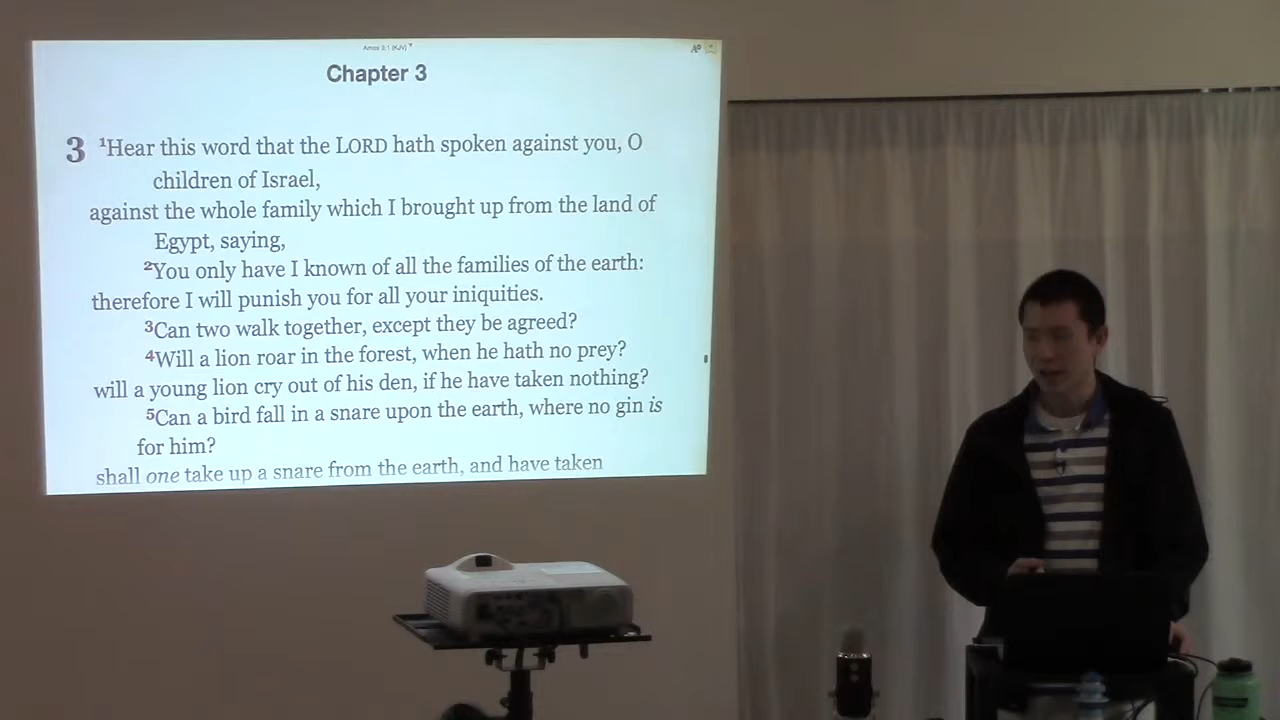 Amos 3:1 (KJV)
Chapter 3
3 ¹Hear this word that the LORD hath spoken against you, O
children of Israel,
against the whole family which I brought up from the land of
Egypt, saying,
²You only have I known of all the families of the earth:
therefore I will punish you for all your iniquities.
³Can two walk together, except they be agreed?
⁴Will a lion roar in the forest, when he hath no prey?
will a young lion cry out of his den, if he have taken nothing?
⁵Can a bird fall in a snare upon the earth, where no gin is
for him?
shall one take up a snare from the earth, and have taken